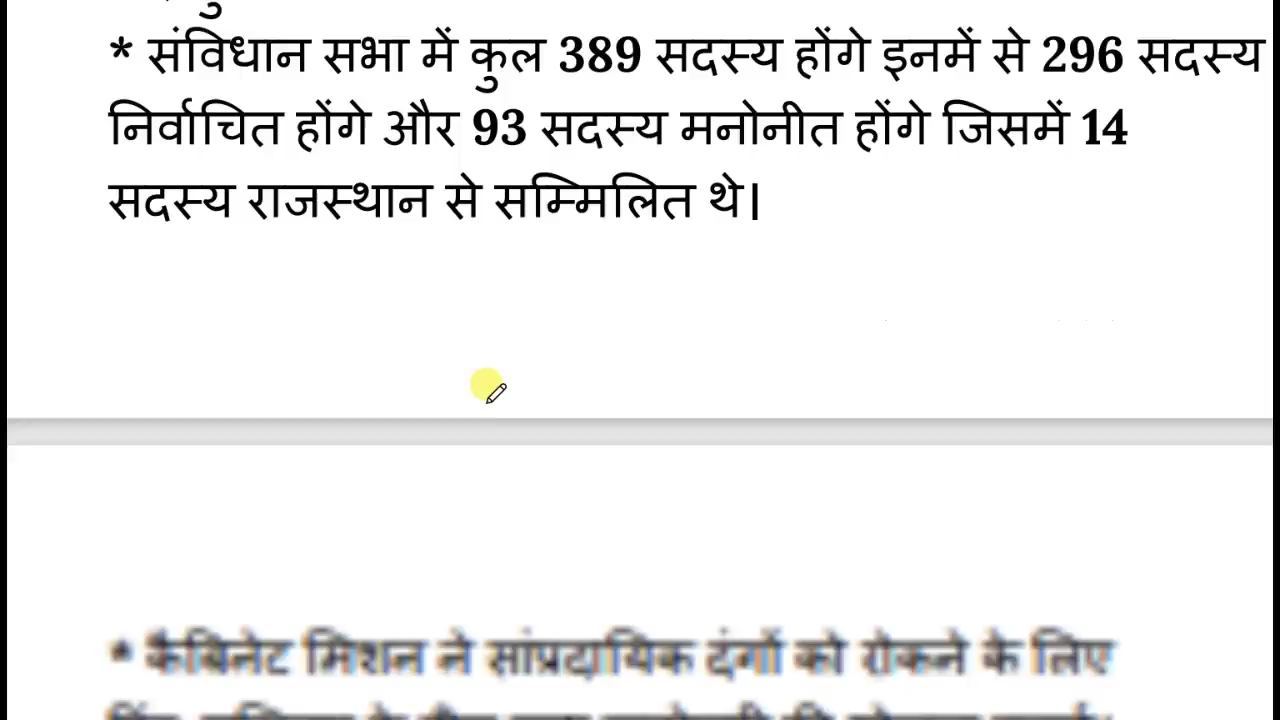 * संविधान सभा में कुल 389 सदस्य होंगे इनमें से 296 सदस्य
निर्वाचित होंगे और 93 सदस्य मनोनीत होंगे जिसमें 14
सदस्य राजस्थान से सम्मिलित थे।
* कैबिनेट मिशन ने सांप्रदायिक दंगों को रोकने के लिए